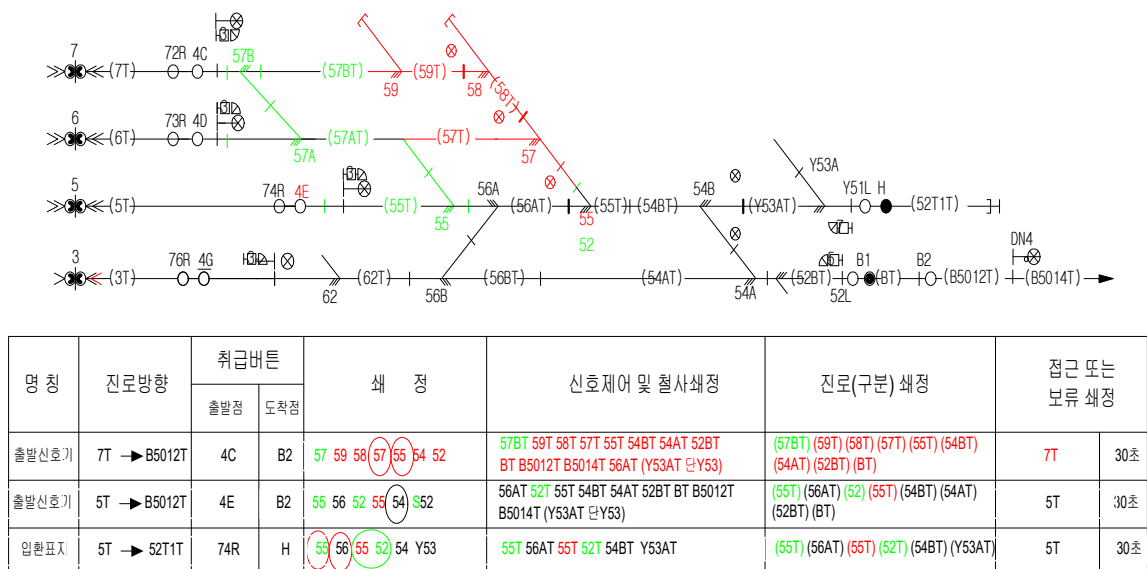 7 72R 4C 3 57B
(7T) (57BT) 59 (59T) 58 (58T)
6 73R 4D 3
(6T) 57A (57AT) (57T) 57
5 74R 4E 3 56A 54B Y53A Y51L H
(5T) (55T) 55 (56AT) (55T) (54BT) (Y53AT) 7 (52T1T)
55
52
3 76R 4G 3 5 B1 B2 DN4
(3T) 62 (62T) 56B (56BT) (54AT) 54A (52BT) 52L (BT) (B5012T) (B5014T)
명 칭 진로방향 취급버튼 쇄 정 신호제어 및 철사쇄정 진로(구분) 쇄정 접근 또는
보류 쇄정
출발점 도착점
출발신호기 7T → B5012T 4C B2 57 59 58 57 55 54 52 57BT 59T 58T 57T 55T 54BT 54AT 52BT
BT B5012T B5014T 56AT (Y53AT 단Y53) (57BT) (59T) (58T) (57T) (55T) (54BT)
(54AT) (52BT) (BT) 7T 30초
출발신호기 5T → B5012T 4E B2 55 56 52 55 54 S52 56AT 52T 55T 54BT 54AT 52BT BT B5012T
B5014T (Y53AT 단Y53) (55T) (56AT) (52) (55T) (54BT) (54AT)
(52BT) (BT) 5T 30초
입환표지 5T → 52T1T 74R H 55 56 55 52 54 Y53 55T 56AT 55T 52T 54BT Y53AT (55T) (56AT) (55T) (52T) (54BT) (Y53AT) 5T 30초